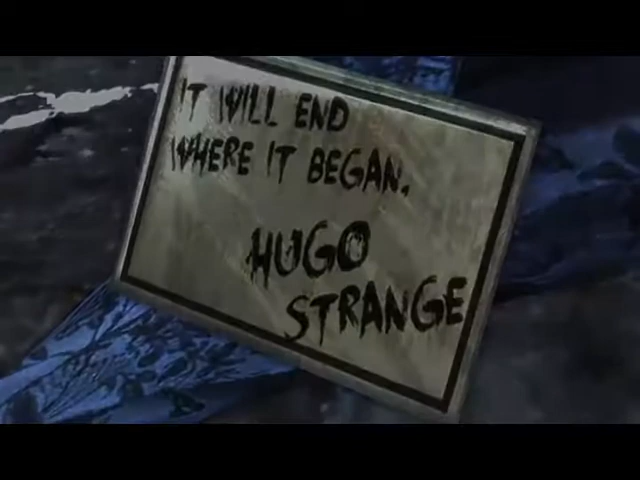 IT WILL END
WHERE IT BEGAN.
HUGO
STRANGE